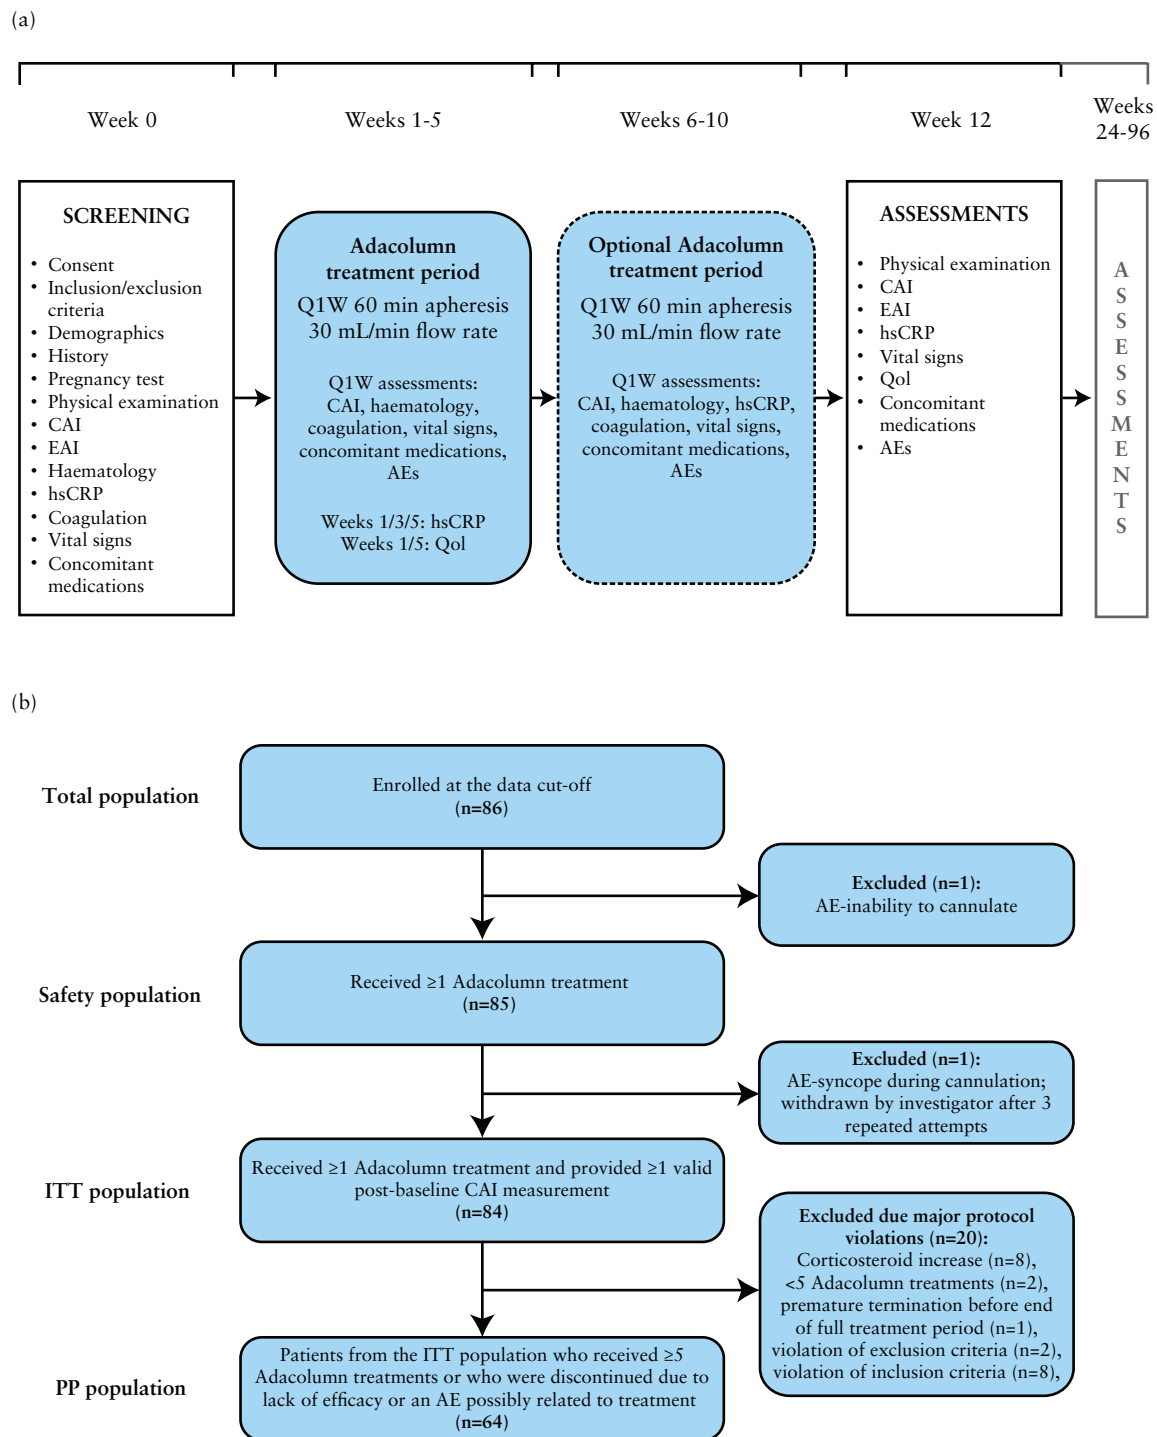 (a)
Week 0
Weeks 1-5
Weeks 6-10
Week 12
Weeks
24-96
SCREENING
• Consent
• Inclusion/exclusion
criteria
• Demographics
• History
• Pregnancy test
• Physical examination
• CAI
• EAI
• Haematology
• hsCRP
• Coagulation
• Vital signs
• Concomitant
medications
Adacolumn
treatment period
Q1W 60 min apheresis
30 mL/min flow rate
Q1W assessments:
CAI, haematology,
coagulation, vital signs,
concomitant medications,
AEs
Weeks 1/3/5: hsCRP
Weeks 1/5: Qol
Optional Adacolumn
treatment period
Q1W 60 min apheresis
30 mL/min flow rate
Q1W assessments:
CAI, haematology, hsCRP,
coagulation, vital signs,
concomitant medications,
AEs
ASSESSMENTS
• Physical examination
• CAI
• EAI
• hsCRP
• Vital signs
• Qol
• Concomitant
medications
• AEs
ASSESSMENTS
(b)
Total population
Enrolled at the data cut-off
(n=86)
Excluded (n=1):
AE-inability to cannulate
Safety population
Received ≥1 Adacolumn treatment
(n=85)
Excluded (n=1):
AE-syncope during cannulation;
withdrawn by investigator after 3
repeated attempts
ITT population
Received ≥1 Adacolumn treatment and provided ≥1 valid
post-baseline CAI measurement
(n=84)
Excluded due major protocol
violations (n=20):
Corticosteroid increase (n=8),
<5 Adacolumn treatments (n=2),
premature termination before end
of full treatment period (n=1),
violation of exclusion criteria (n=2),
violation of inclusion criteria (n=8),
PP population
Patients from the ITT population who received ≥5
Adacolumn treatments or who were discontinued due to
lack of efficacy or an AE possibly related to treatment
(n=64)